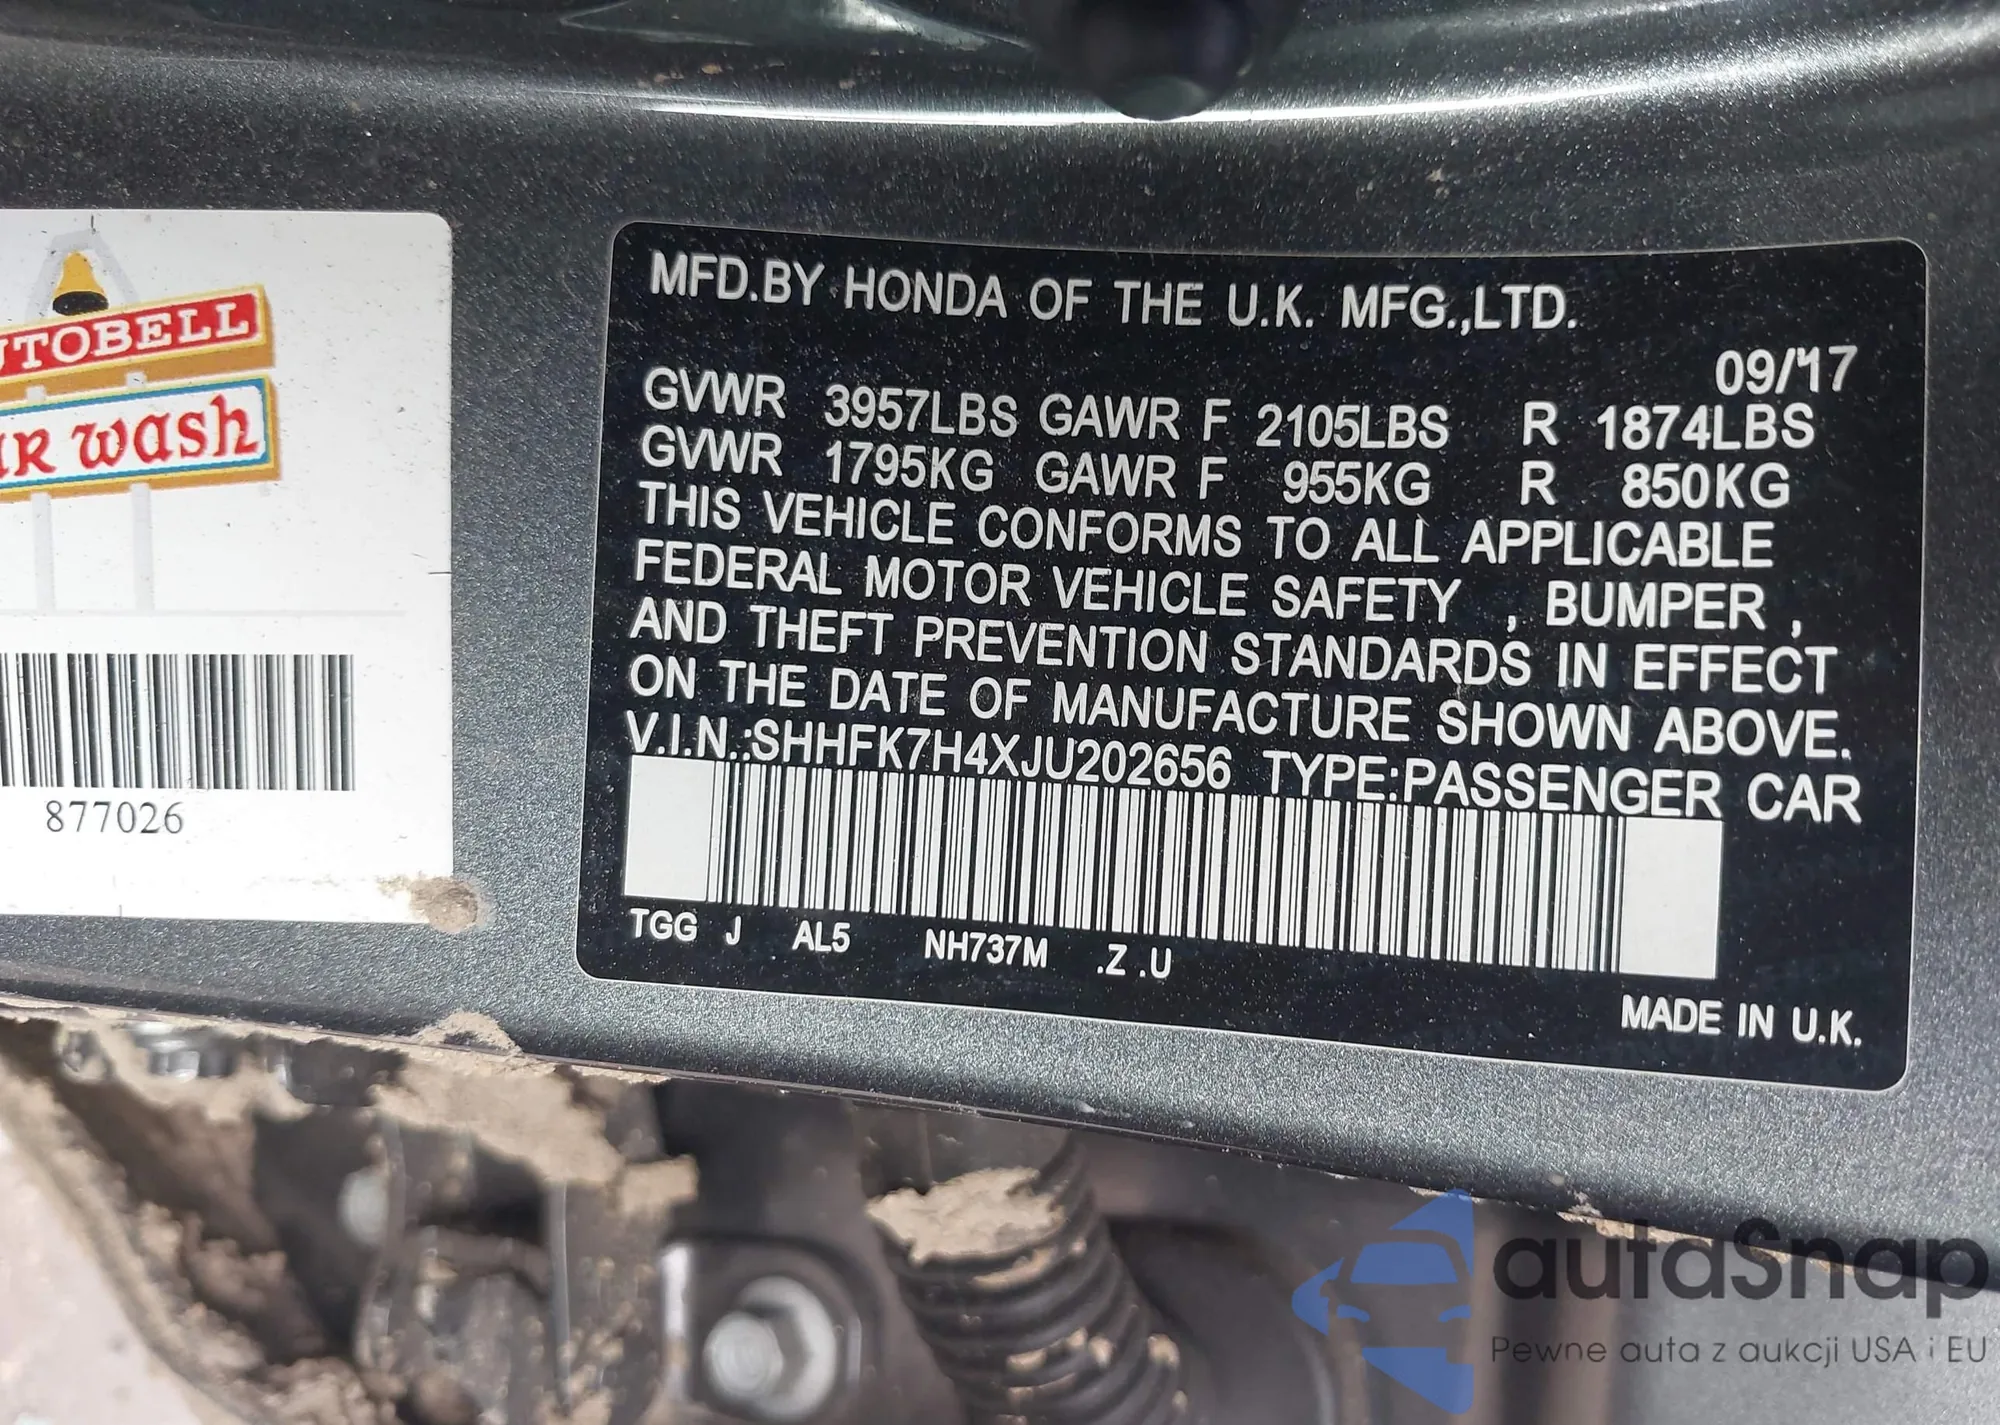 UTOBELL
R wash
877026
MFD.BY HONDA OF THE U.K. MFG.,LTD.
09/17
GVWR 3957LBS GAWR F 2105LBS R 1874LBS
GVWR 1795KG GAWR F 955KG R 850KG
THIS VEHICLE CONFORMS TO ALL APPLICABLE
FEDERAL MOTOR VEHICLE SAFETY , BUMPER ,
AND THEFT PREVENTION STANDARDS IN EFFECT
ON THE DATE OF MANUFACTURE SHOWN ABOVE.
V.I.N.:SHHFK7H4XJU202656 TYPE:PASSENGER CAR
TGG J AL5 NH737M .Z .U
MADE IN U.K.
autoSnap
Pewne auta z aukcji USA i EU